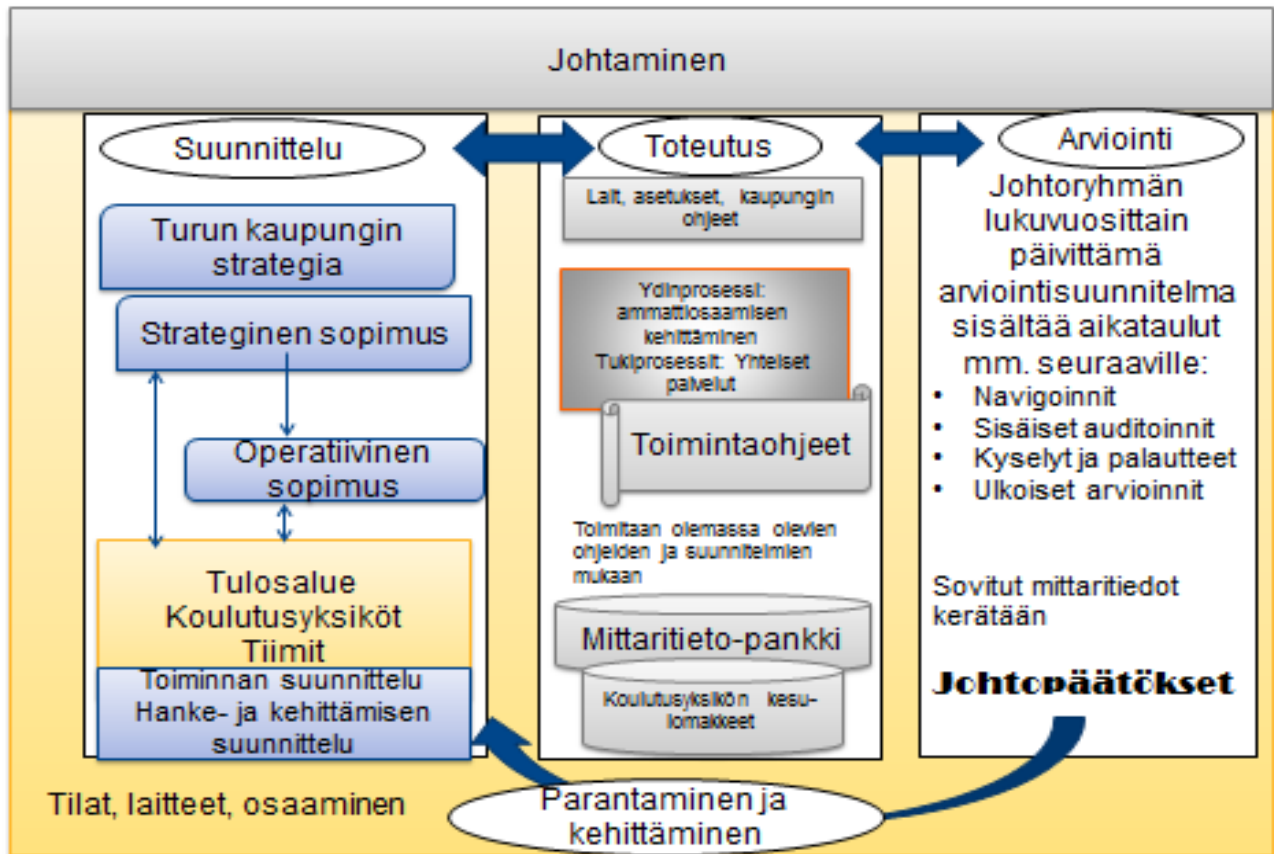 Johtaminen
Suunnittelu
Turun kaupungin
strategia
Strateginen sopimus
Operatiivinen
sopimus
Tulosalue
Koulutusyksiköt
Tiimit
Toiminnan suunnittelu
Hanke- ja kehittämisen
suunnittelu
Toteutus
Lait, asetukset, kaupungin
ohjeet
Ydinprosessi:
ammattiosaamisen
kehittäminen
Tukiprosessit: Yhteiset
palvelut
Toimintaohjeet
Toimitaan olemassa olevien
ohjeiden ja suunnitelmien
mukaan
Mittaritieto-pankki
Koulutusyksikön kesu-
lomakkeet
Arviointi
Johtoryhmän
lukuvuosittain
päivittämä
arviointisuunnitelma
sisältää aikataulut
mm. seuraaville:
• Navigoinnit
• Sisäiset auditoinnit
• Kyselyt ja palautteet
• Ulkoiset arvioinnit
Sovitut mittaritiedot
kerätään
Johtopäätökset
Tilat, laitteet, osaaminen
Parantaminen ja
kehittäminen